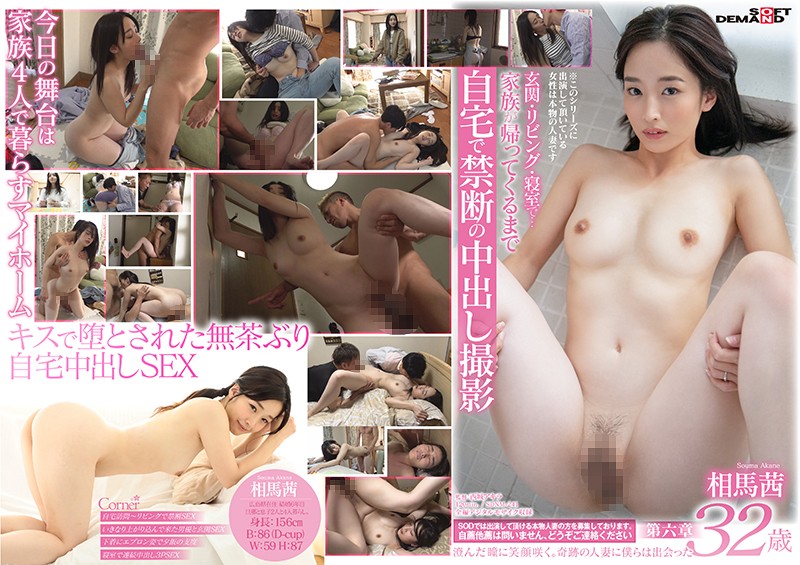 今日の舞台は
家族4人で暮らすマイホーム
キスで堕とされた無茶ぶり
自宅中出しSEX
Corner
Souma Akane
相馬茜
身長:156cm
B:86(D-cup)
W:59 H:87
SOFT
DEMAND
※このシリーズに
出演して頂いている
女性は本物の人妻です
玄関・リビング・寝室で…
家族が帰ってくるまで
自宅で禁断の中出し撮影
Souma Akane
相馬茜
32歳
第六章
SODでは出演して頂ける本物人妻の方を募集しております。
自薦他薦は問いません、どうぞご連絡ください
澄んだ瞳に笑顔咲く。奇跡の人妻に僕らは出会った